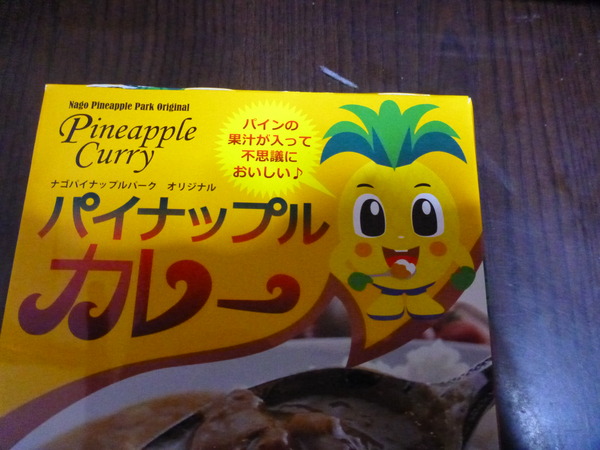 Nago Pineapple Park Original
Pineapple
Curry
パインの
果汁が入って
不思議に
おいしい♪
ナゴパイナップルパーク オリジナル
パイナップル
カレー